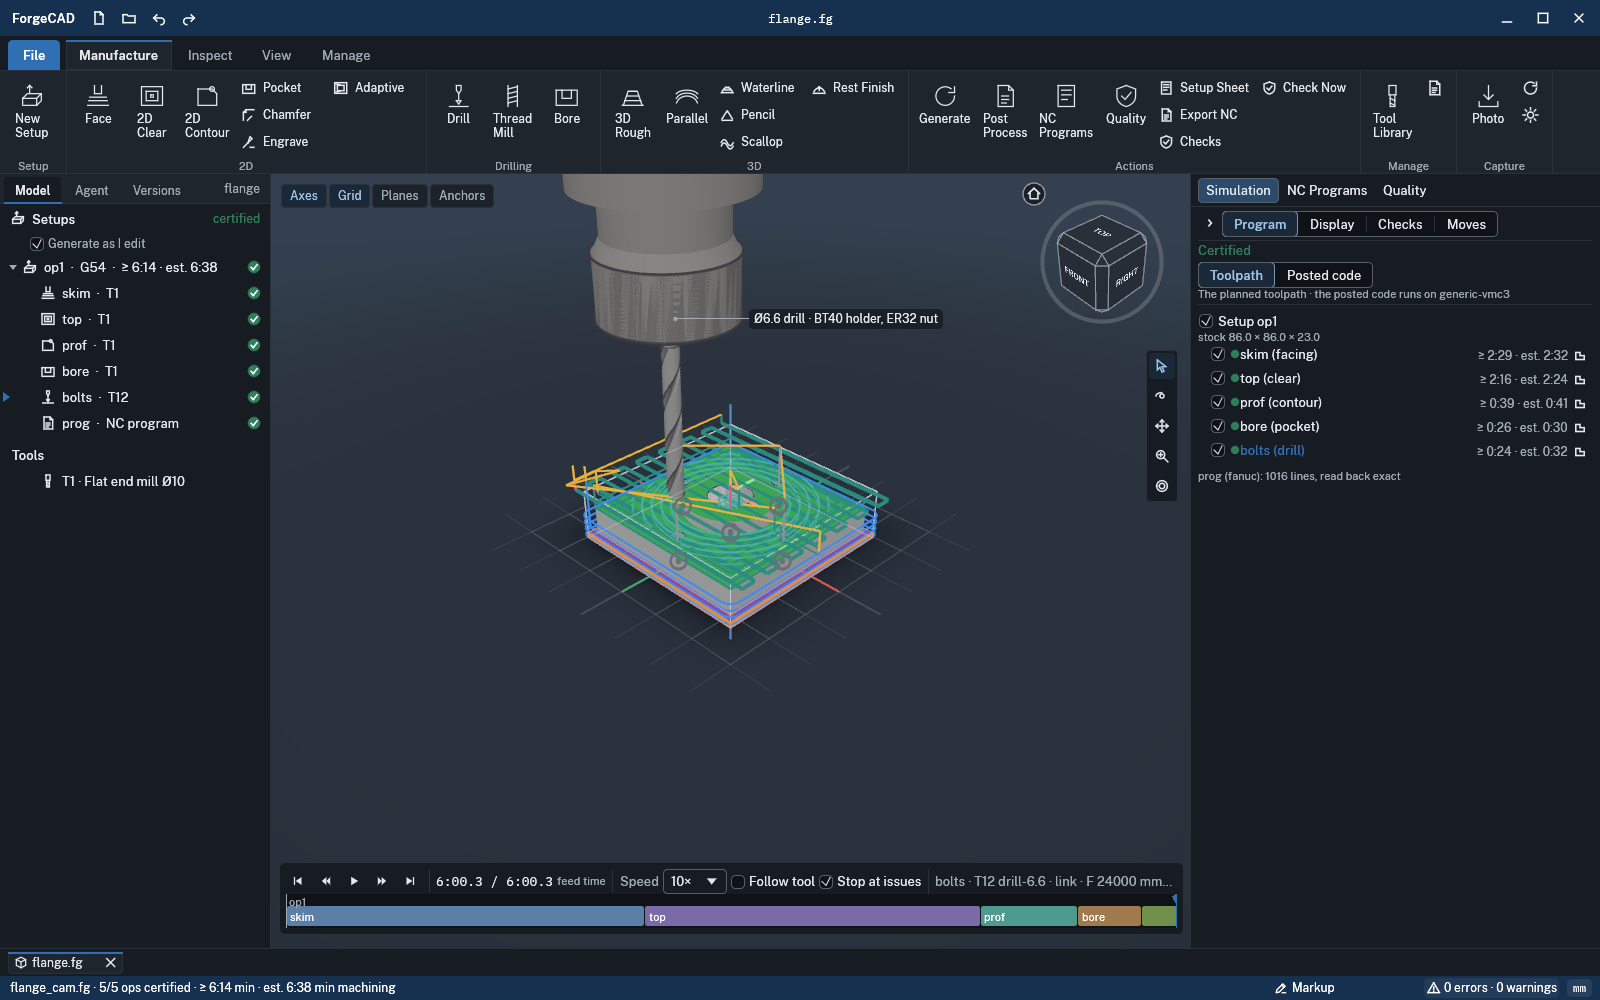 ForgeCAD
flange.fg
File
Manufacture
Inspect
View
Manage
New Setup
Face
2D Clear
2D Contour
Pocket
Chamfer
Engrave
Adaptive
Drill
Thread Mill
Bore
3D Rough
Parallel
Waterline
Pencil
Scallop
Rest Finish
Generate
Post Process
NC Programs
Quality
Setup Sheet
Export NC
Checks
Check Now
Tool Library
Photo
Setup
2D
Drilling
3D
Actions
Manage
Capture
Model
Agent
Versions
flange
Setups
certified
Generate as I edit
op1 · G54 · ≥ 6:14 · est. 6:38
skim · T1
top · T1
prof · T1
bore · T1
bolts · T12
prog · NC program
Tools
T1 · Flat end mill Ø10
Axes
Grid
Planes
Anchors
Ø6.6 drill · BT40 holder, ER32 nut
TOP
FRONT
RIGHT
Simulation
NC Programs
Quality
Program
Display
Checks
Moves
Certified
Toolpath
Posted code
The planned toolpath · the posted code runs on generic-vmc3
Setup op1
stock 86.0 × 86.0 × 23.0
skim (facing) ≥ 2:29 · est. 2:32
top (clear) ≥ 2:16 · est. 2:24
prof (contour) ≥ 0:39 · est. 0:41
bore (pocket) ≥ 0:26 · est. 0:30
bolts (drill) ≥ 0:24 · est. 0:32
prog (fanuc): 1016 lines, read back exact
6:00.3 / 6:00.3 feed time
Speed
10×
Follow tool
Stop at issues
bolts · T12 drill-6.6 · link · F 24000 mm...
op1
skim
top
prof
bore
flange.fg
flange_cam.fg · 5/5 ops certified · ≥ 6:14 min · est. 6:38 min machining
Markup
0 errors · 0 warnings
mm